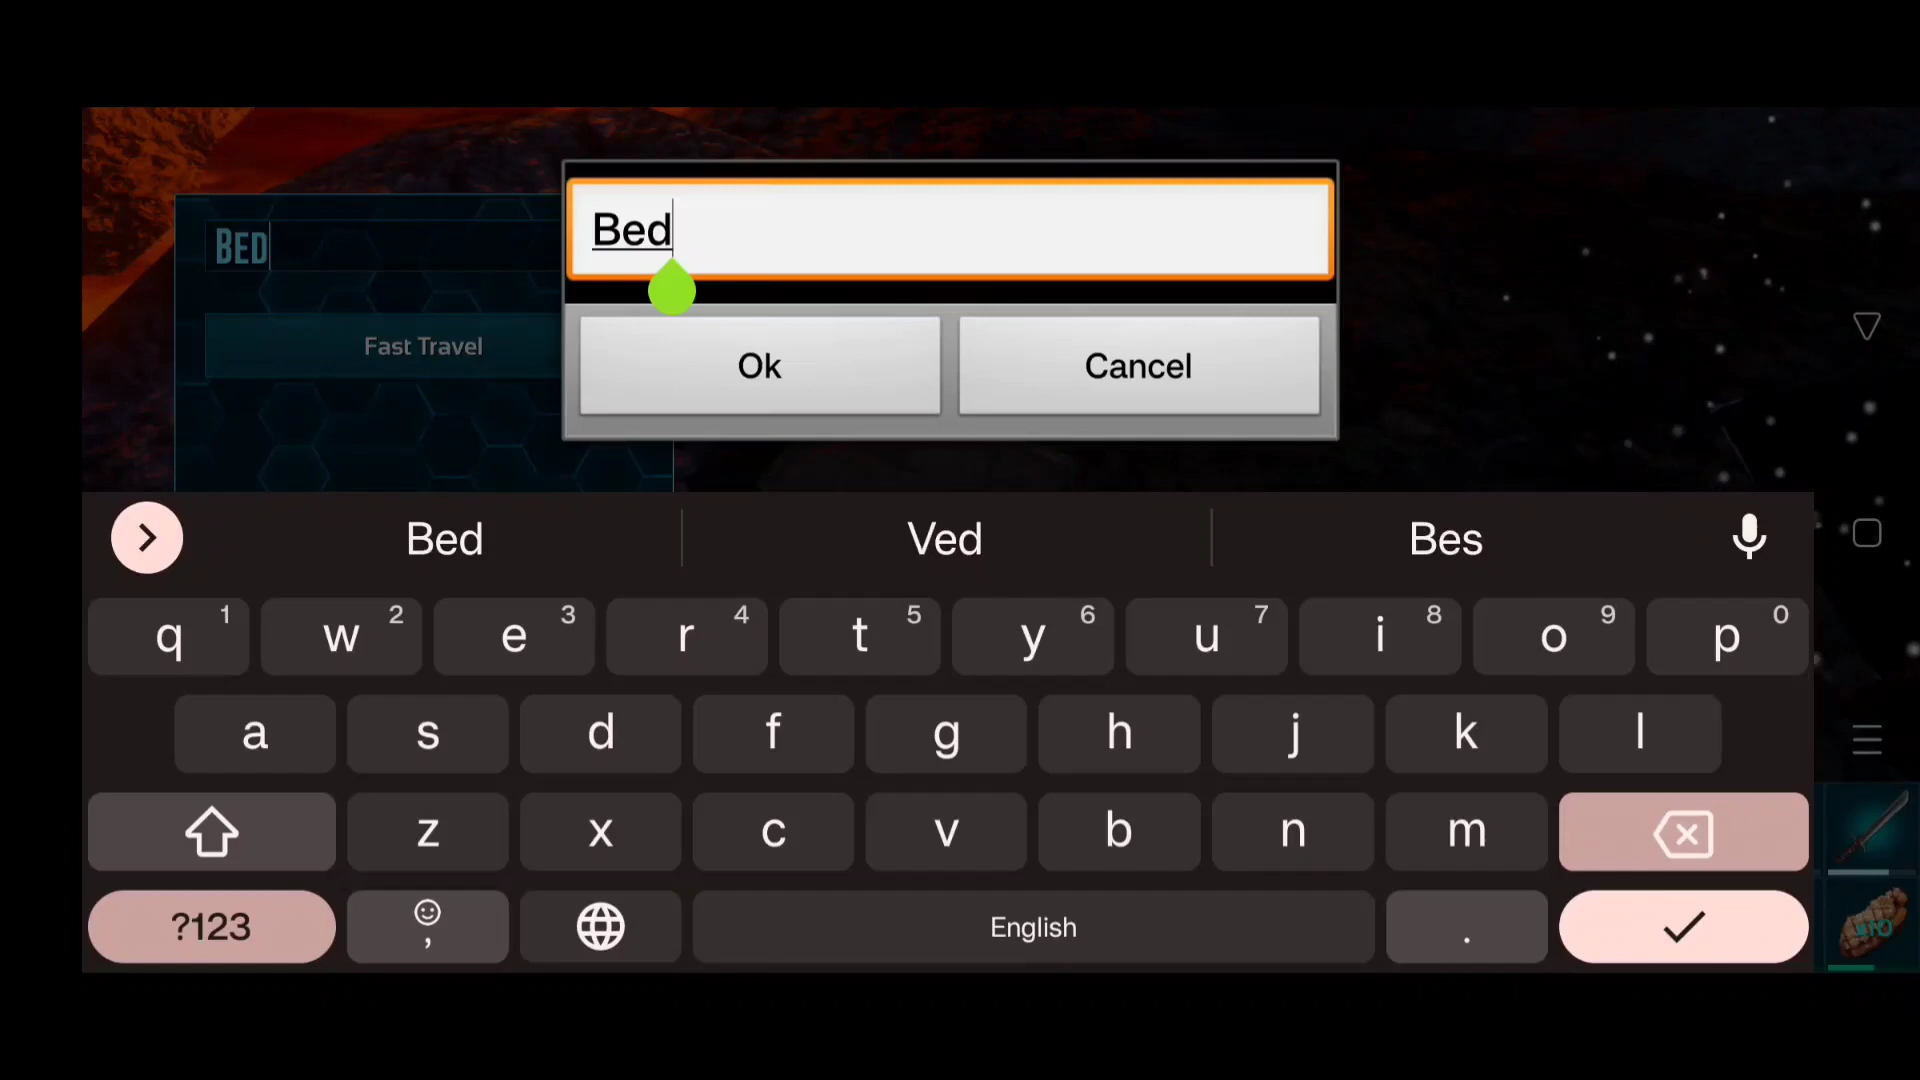 Bed
BED
Ok Cancel
Fast Travel
Bed Ved Bes
q 1 w 2 e 3 r 4 t 5 y 6 u 7 i 8 o 9 p 0
a s d f g h j k l
z x c v b n m
?123 , English .